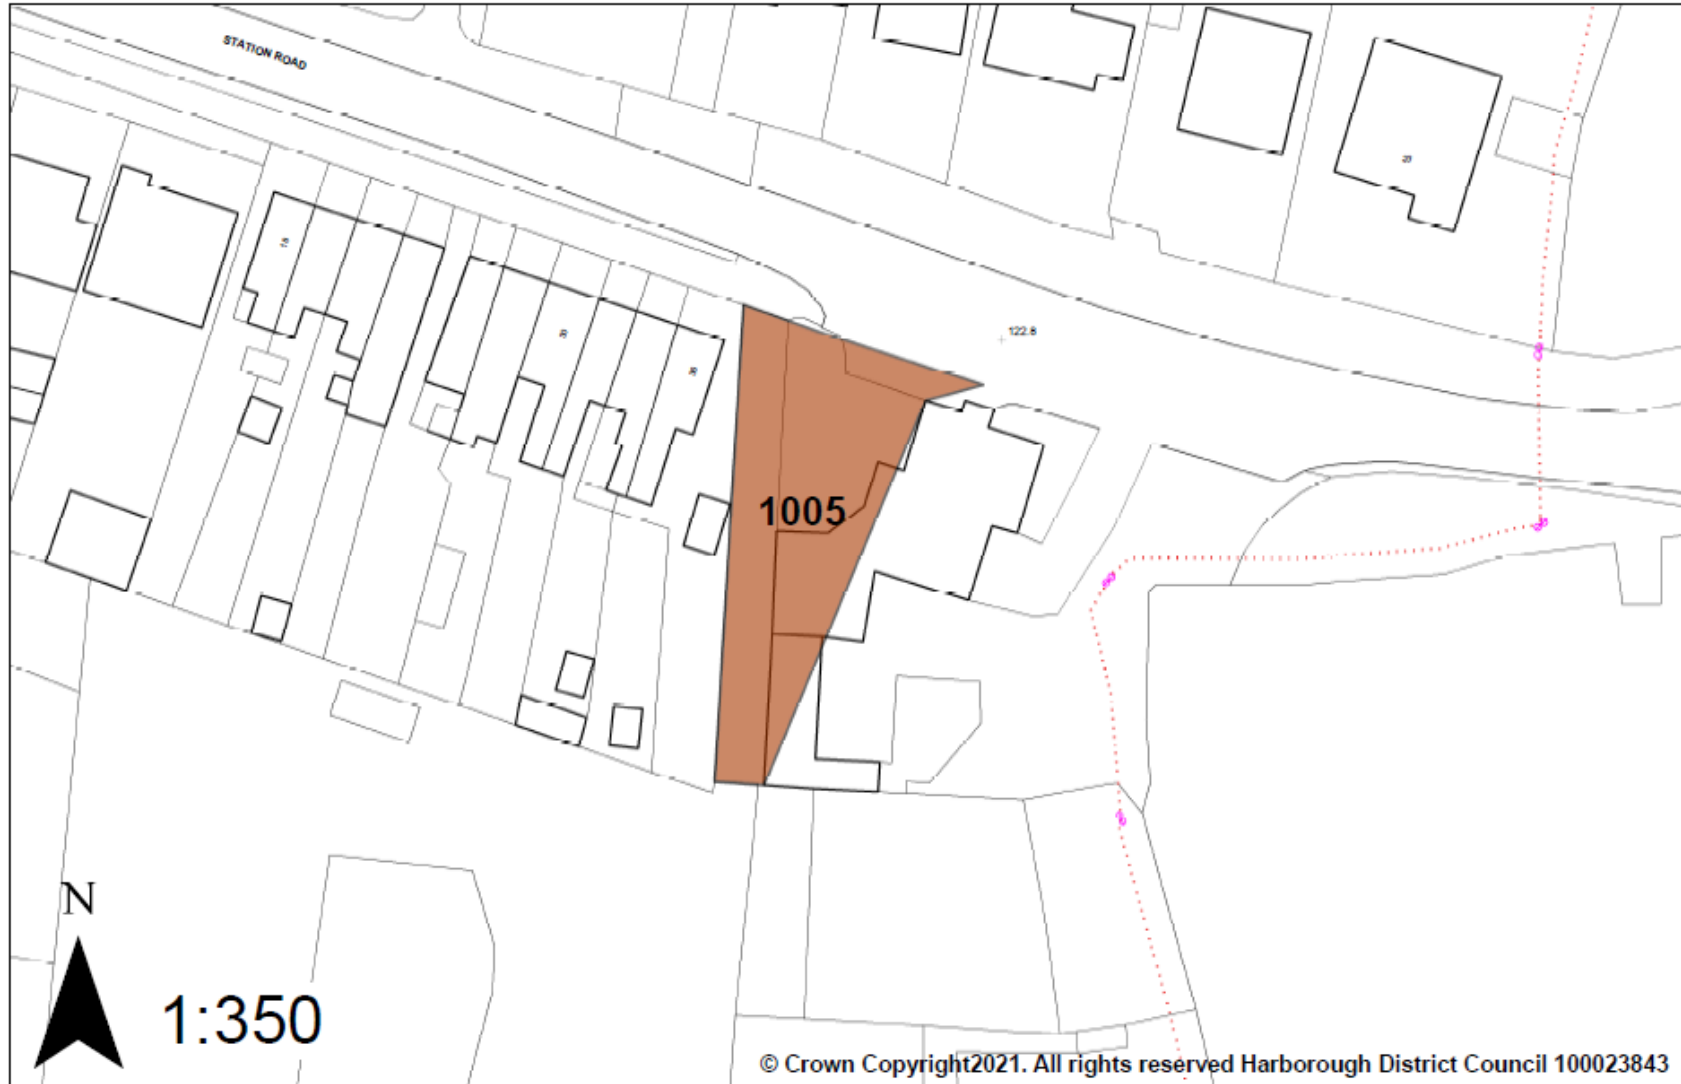 STATION ROAD
122.8
1005
N
1:350
© Crown Copyright2021. All rights reserved Harborough District Council 100023843